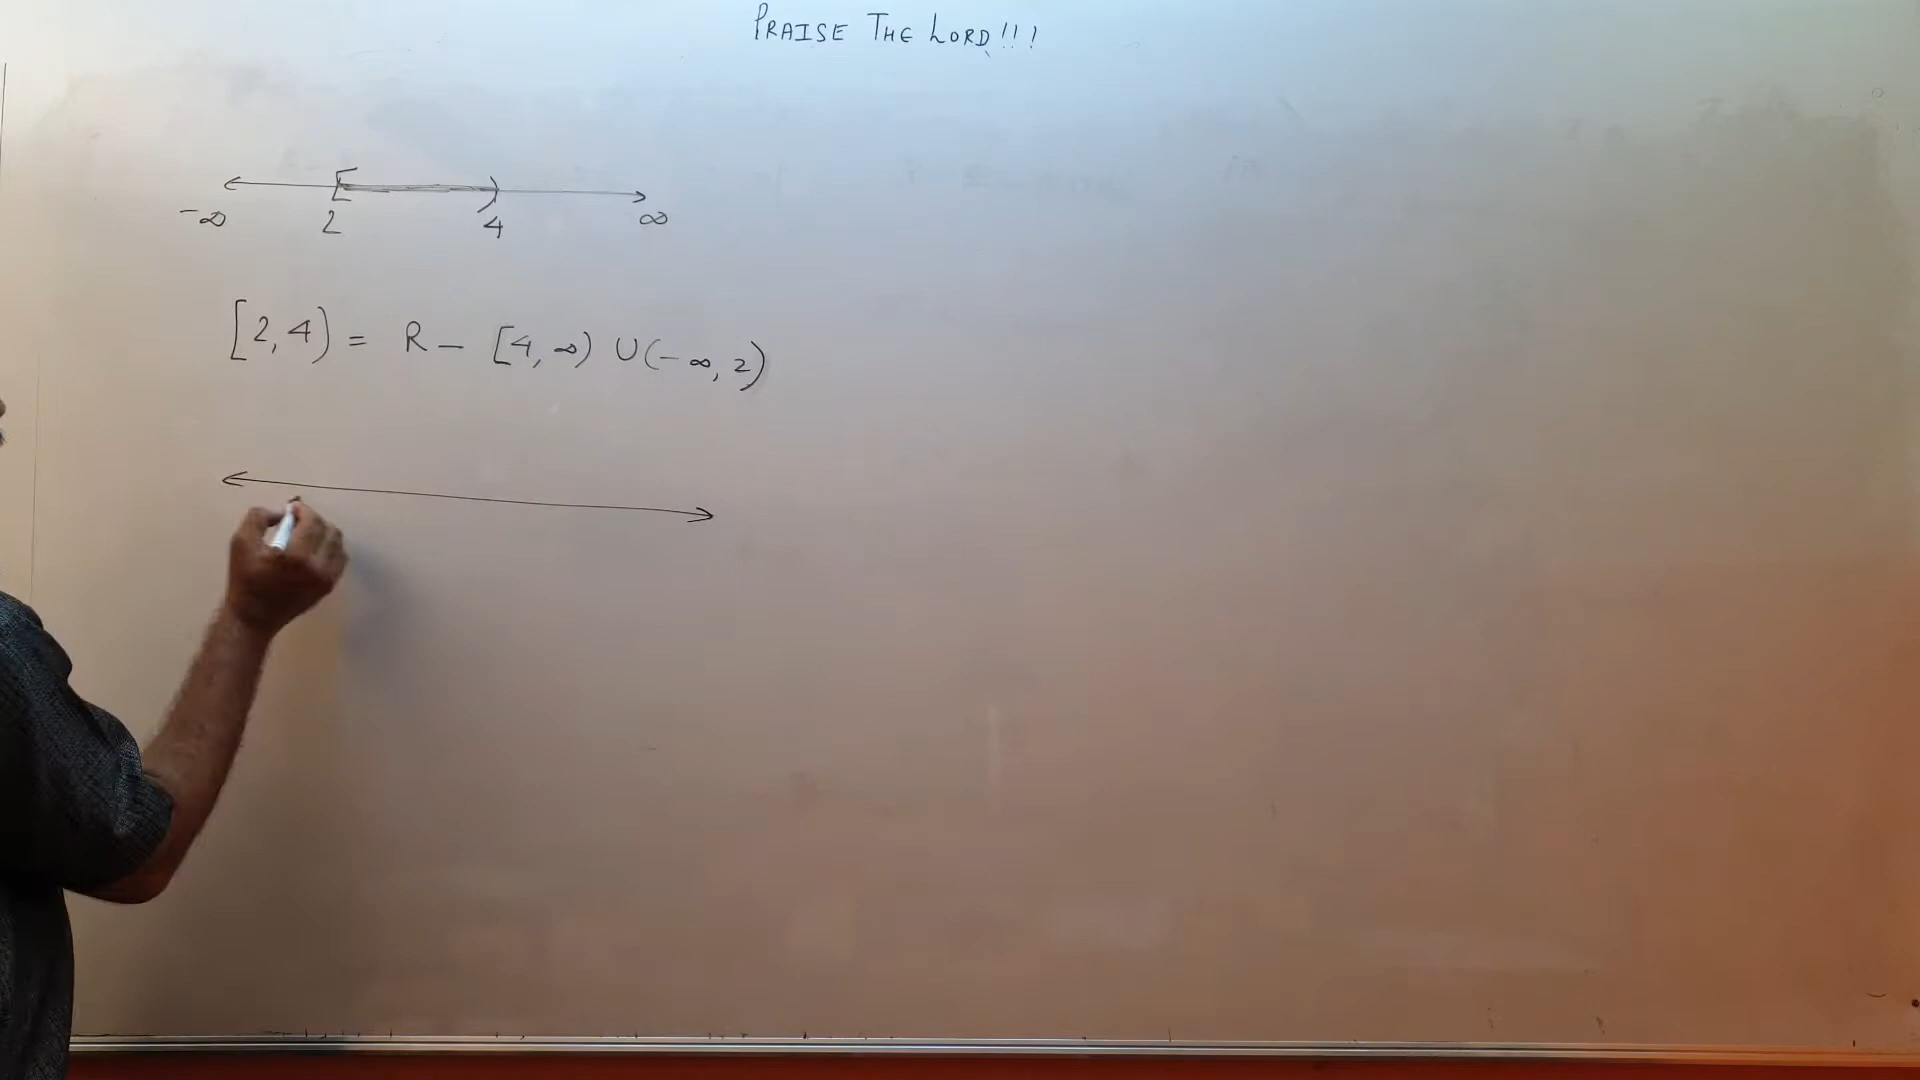 PRAISE THE LORD!!!
-∞ 2 4 ∞
[2,4) = R - [4, ∞) U (-∞, 2)